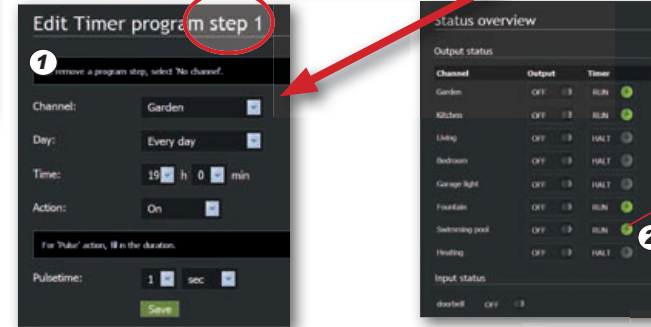 Edit Timer program step 1
1
remove a program step, select 'No channel'.
Channel: Garden
Day: Every day
Time: 19 h 0 min
Action: On
For 'Pulse' action, fill in the duration.
Pulsetime: 1 sec
Save
Status overview
Output status
Channel Output Timer
Garden OFF RUN
Kitchen OFF RUN
Living OFF HALT
Bedroom OFF HALT
Garage light OFF HALT
Fountain OFF RUN
Swimming pool OFF RUN
2
Heating OFF HALT
Input status
doorbell OFF